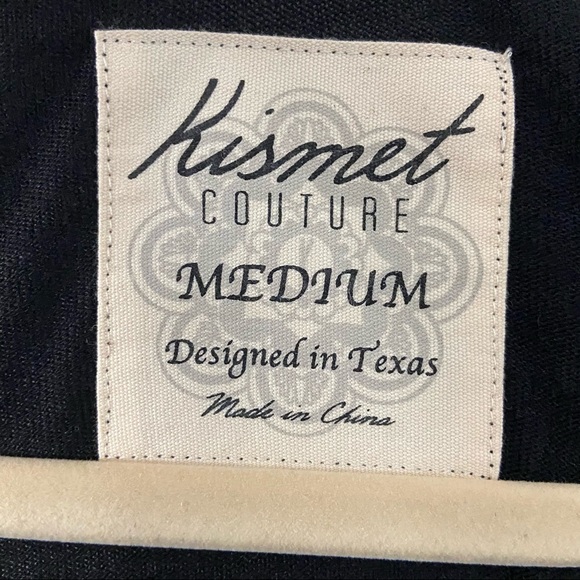 Kismet
COUTURE
MEDIUM
Designed in Texas
Made in China